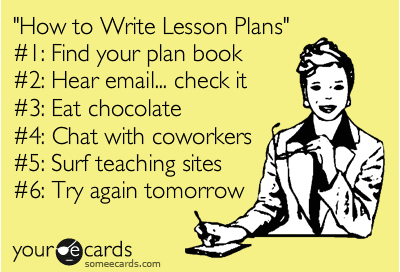 "How to Write Lesson Plans"
#1: Find your plan book
#2: Hear email... check it
#3: Eat chocolate
#4: Chat with coworkers
#5: Surf teaching sites
#6: Try again tomorrow
your e cards
someecards.com